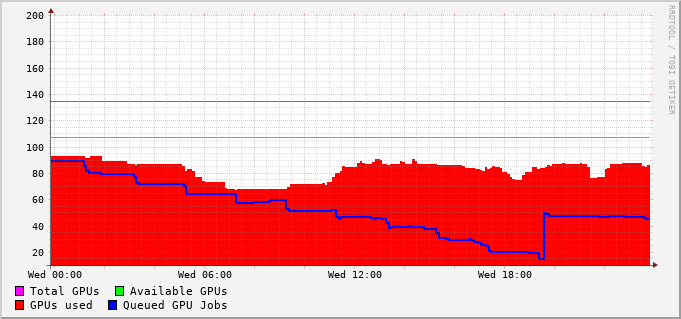 200
180
160
140
120
100
80
60
40
20
Wed 00:00 Wed 06:00 Wed 12:00 Wed 18:00
Total GPUs Available GPUs
GPUs used Queued GPU Jobs
RRDTOOL / TOBI OETIKER